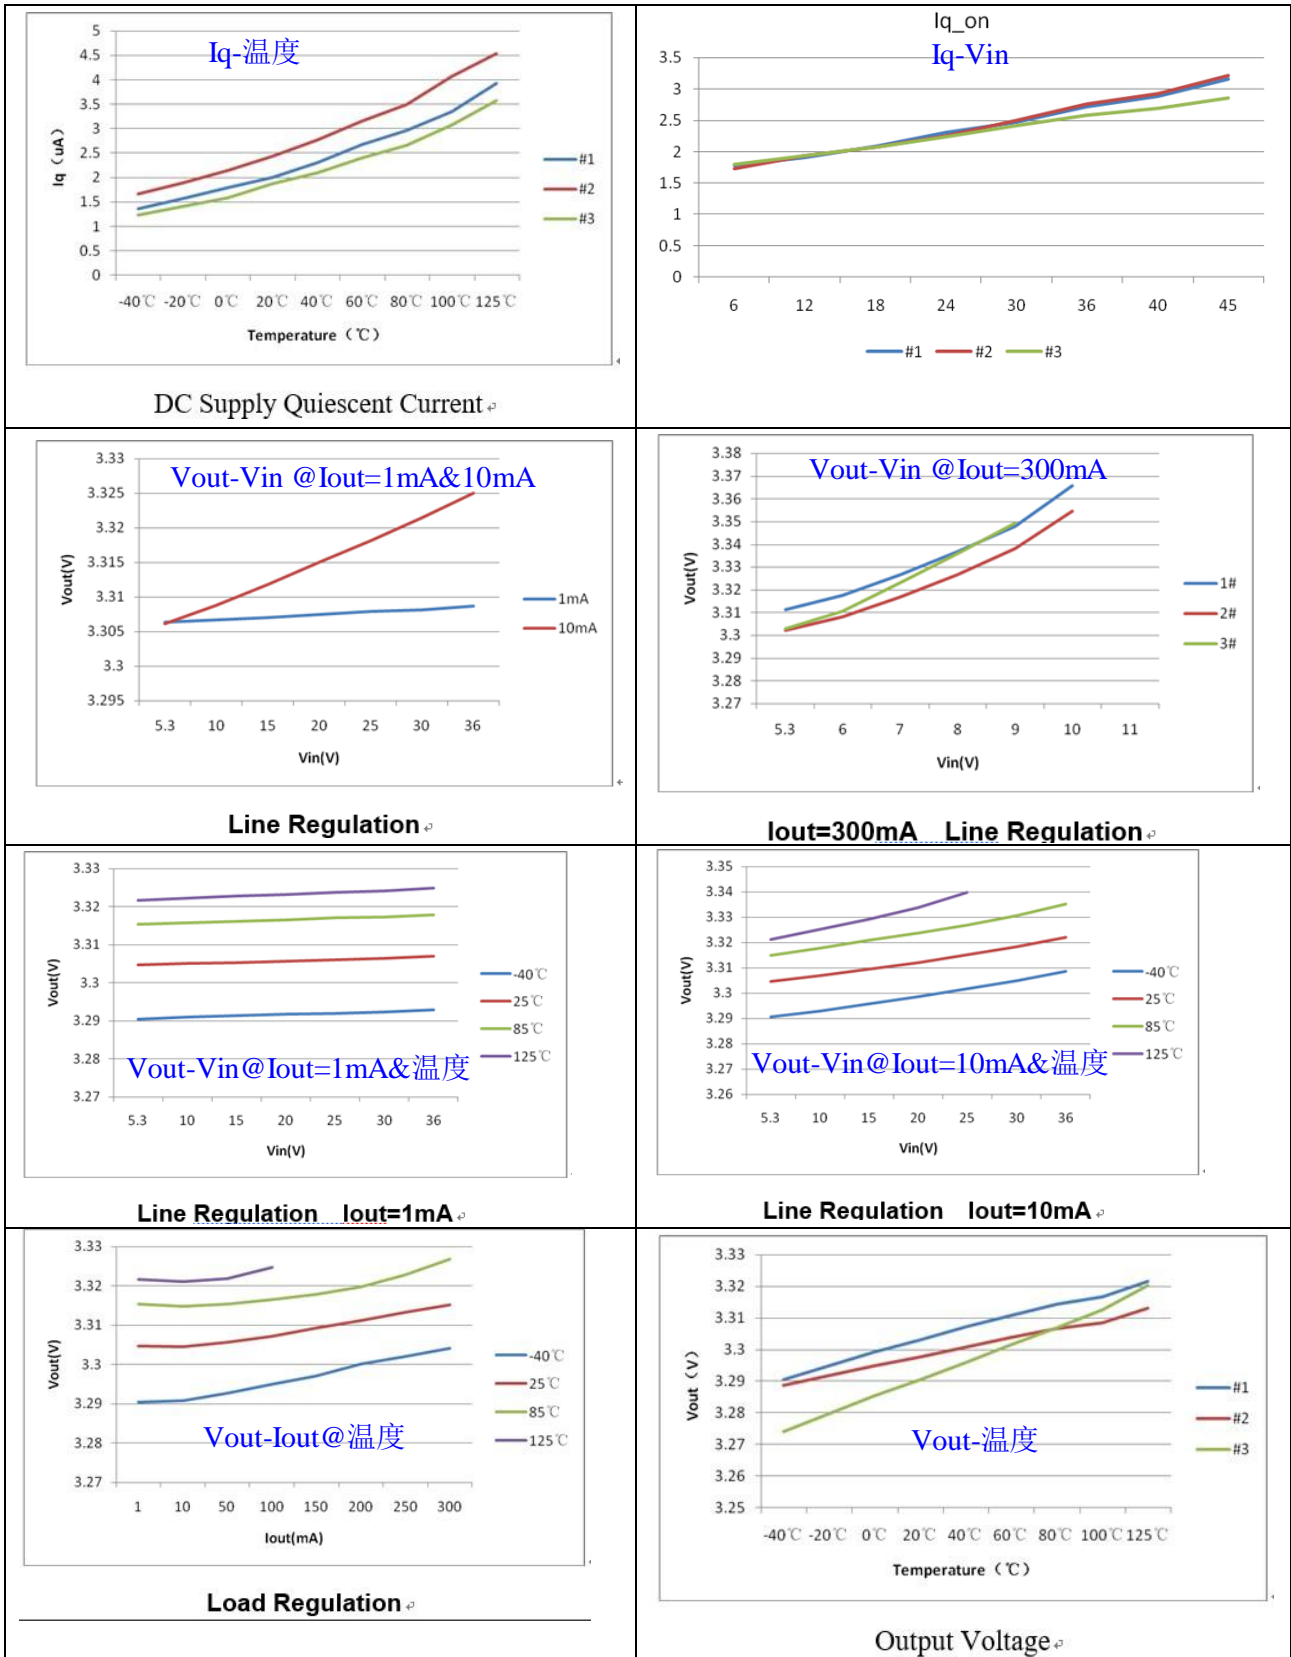 Iq-温度
5
4.5
4
3.5
3
2.5
2
1.5
1
0.5
0
Iq（uA）
#1
#2
#3
-40℃ -20℃ 0℃ 20℃ 40℃ 60℃ 80℃ 100℃ 125℃
Temperature（℃）
DC Supply Quiescent Current
Iq_on
Iq-Vin
3.5
3
2.5
2
1.5
1
0.5
0
6 12 18 24 30 36 40 45
#1 #2 #3
Vout-Vin @Iout=1mA&10mA
3.33
3.325
3.32
3.315
3.31
3.305
3.3
3.295
Vout(V)
1mA
10mA
5.3 10 15 20 25 30 36
Vin(V)
Line Regulation
Vout-Vin @Iout=300mA
3.38
3.37
3.36
3.35
3.34
3.33
3.32
3.31
3.3
3.29
3.28
3.27
Vout(V)
1#
2#
3#
5.3 6 7 8 9 10 11
Vin(V)
Iout=300mA Line Regulation
3.33
3.32
3.31
3.3
3.29
3.28
3.27
Vout(V)
-40℃
25℃
85℃
125℃
Vout-Vin@Iout=1mA&温度
5.3 10 15 20 25 30 36
Vin(V)
Line Regulation Iout=1mA
3.35
3.34
3.33
3.32
3.31
3.3
3.29
3.28
3.27
3.26
Vout(V)
-40℃
25℃
85℃
125℃
Vout-Vin@Iout=10mA&温度
5.3 10 15 20 25 30 36
Vin(V)
Line Regulation Iout=10mA
3.33
3.32
3.31
3.3
3.29
3.28
3.27
Vout(V)
-40℃
25℃
85℃
125℃
Vout-Iout@温度
1 10 50 100 150 200 250 300
Iout(mA)
Load Regulation
3.33
3.32
3.31
3.3
3.29
3.28
3.27
3.26
3.25
Vout（V）
#1
#2
#3
Vout-温度
-40℃ -20℃ 0℃ 20℃ 40℃ 60℃ 80℃ 100℃ 125℃
Temperature（℃）
Output Voltage